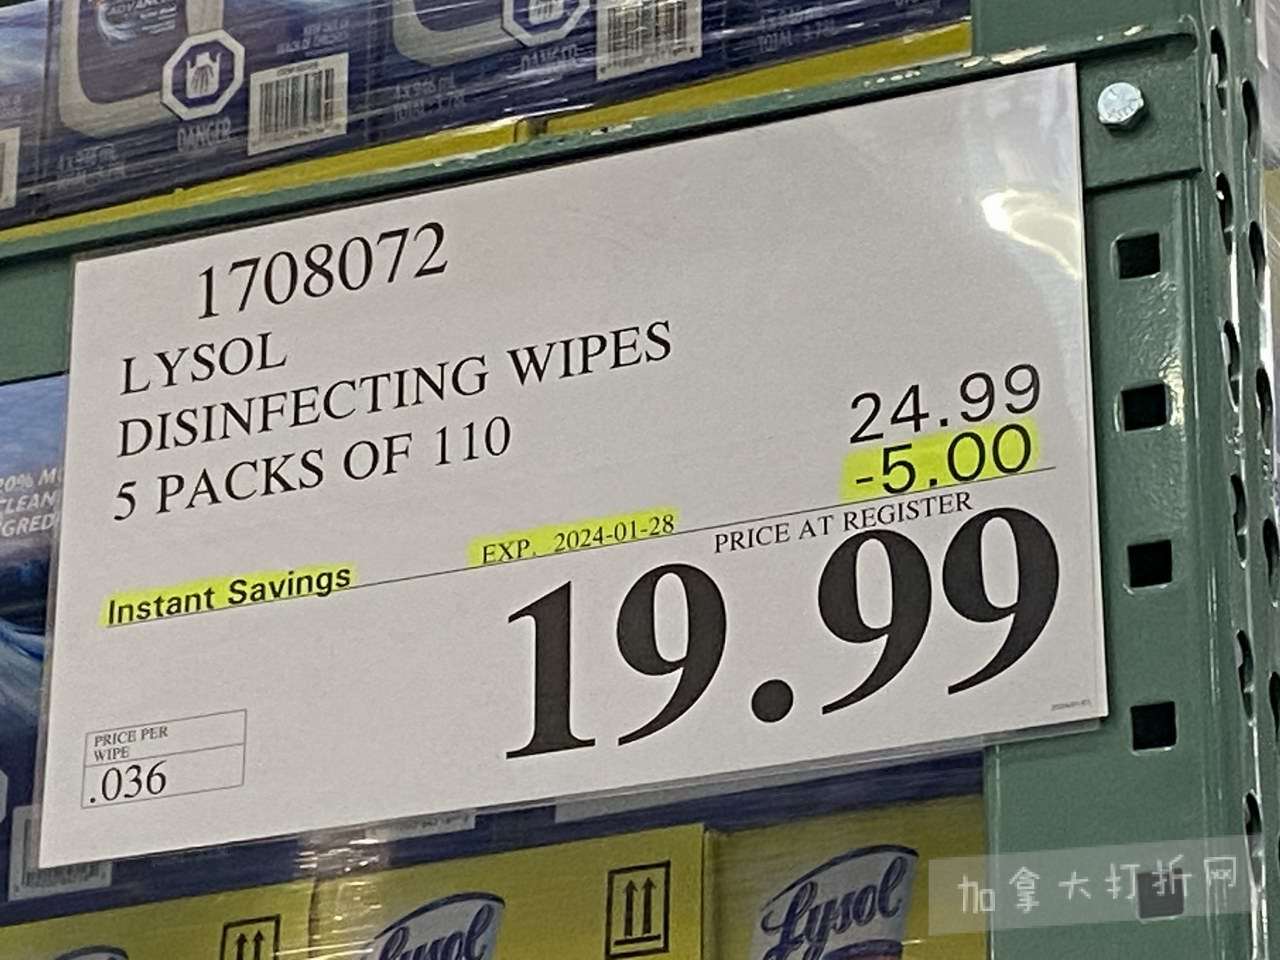 DANGER
1708072
LYSOL
DISINFECTING WIPES
5 PACKS OF 110
24.99
-5.00
EXP. 2024-01-28
PRICE AT REGISTER
Instant Savings
19.99
PRICE PER
WIPE
.036
Lysol
Lysol
加拿大打折网